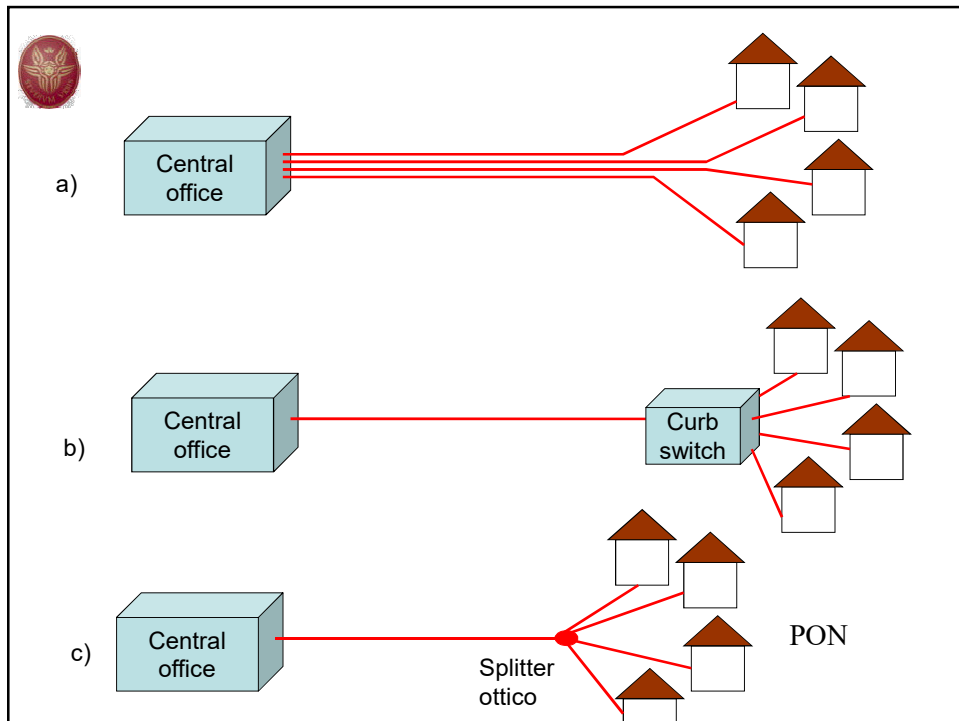 a)
Central
office
b)
Central
office
Curb
switch
c)
Central
office
Splitter
ottico
PON